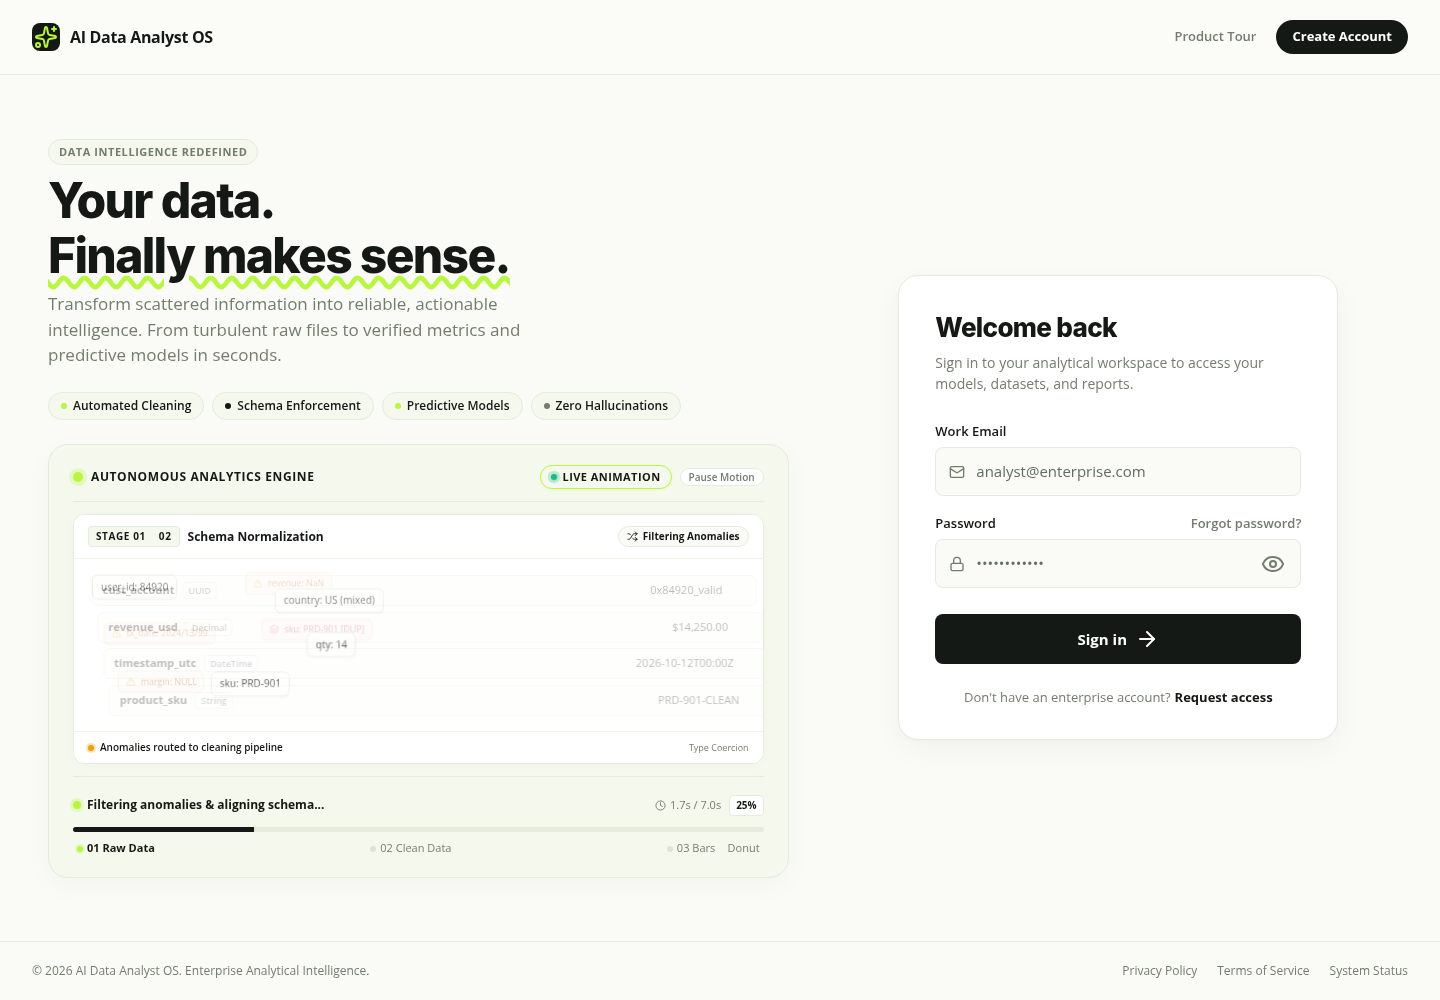 AI Data Analyst OS
Product Tour
Create Account
DATA INTELLIGENCE REDEFINED
Your data.
Finally makes sense.
Transform scattered information into reliable, actionable
intelligence. From turbulent raw files to verified metrics and
predictive models in seconds.
Automated Cleaning
Schema Enforcement
Predictive Models
Zero Hallucinations
AUTONOMOUS ANALYTICS ENGINE
LIVE ANIMATION
Pause Motion
STAGE 01 02
Schema Normalization
Filtering Anomalies
user_id: 84920
cust_account
UUID
revenue: NaN
0x84920_valid
country: US (mixed)
revenue_usd
Decimal
sku: PRD-901 [DUP]
$14,250.00
qty: 14
timestamp_utc
DateTime
2026-10-12T00:00Z
margin: NULL
sku: PRD-901
product_sku
String
PRD-901-CLEAN
Anomalies routed to cleaning pipeline
Type Coercion
Filtering anomalies & aligning schema...
1.7s / 7.0s
25%
01 Raw Data
02 Clean Data
03 Bars
Donut
Welcome back
Sign in to your analytical workspace to access your
models, datasets, and reports.
Work Email
analyst@enterprise.com
Password
Forgot password?
••••••••••••
Sign in
Don't have an enterprise account? Request access
© 2026 AI Data Analyst OS. Enterprise Analytical Intelligence.
Privacy Policy
Terms of Service
System Status